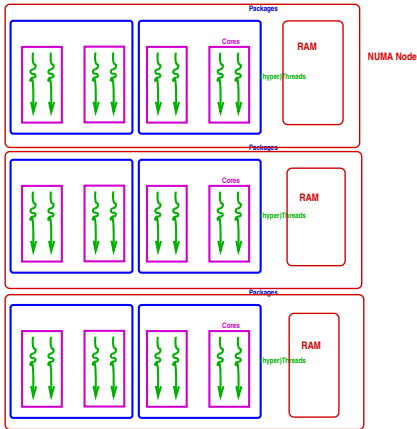 Packages
Cores
RAM
NUMA Node
hyper)Threads
Packages
Cores
RAM
hyper)Threads
Packages
Cores
RAM
hyper)Threads